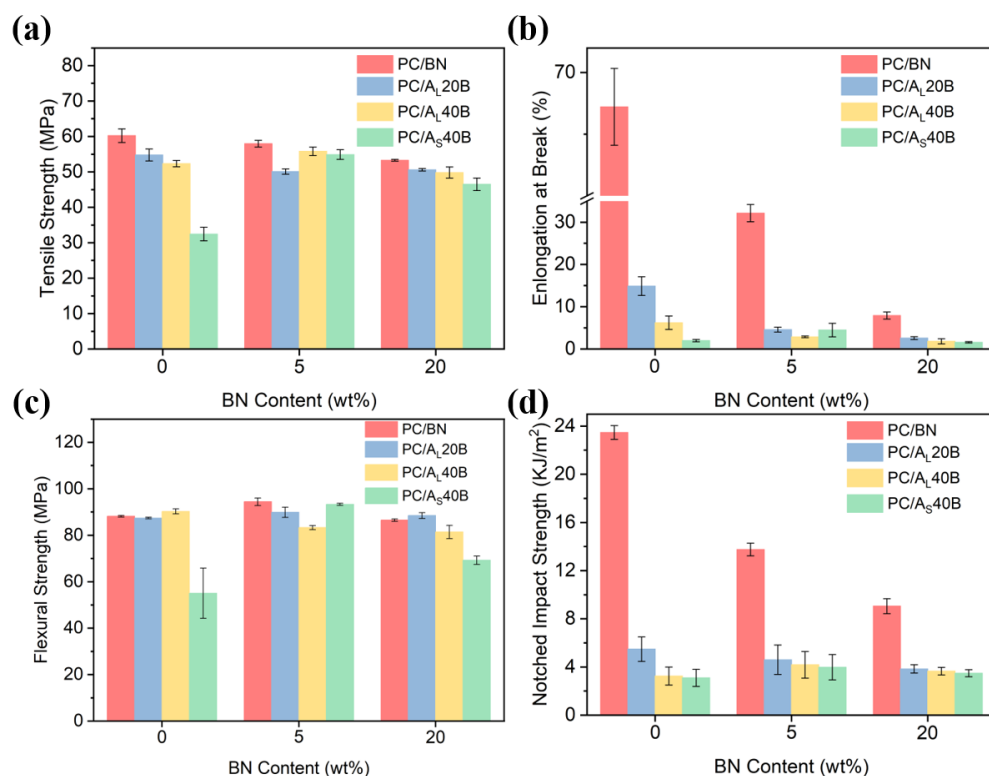 (a)
80
70
60
50
40
30
20
10
0
Tensile Strength (MPa)
PC/BN
PC/AL20B
PC/AL40B
PC/AS40B
0 5 20
BN Content (wt%)
(b)
70
30
20
10
0
Enlongation at Break (%)
PC/BN
PC/AL20B
PC/AL40B
PC/AS40B
0 5 20
BN Content (wt%)
(c)
120
100
80
60
40
20
0
Flexural Strength (MPa)
PC/BN
PC/AL20B
PC/AL40B
PC/AS40B
0 5 20
BN Content (wt%)
(d)
24
20
16
12
8
4
0
Notched Impact Strength (KJ/m²)
PC/BN
PC/AL20B
PC/AL40B
PC/AS40B
0 5 20
BN Content (wt%)